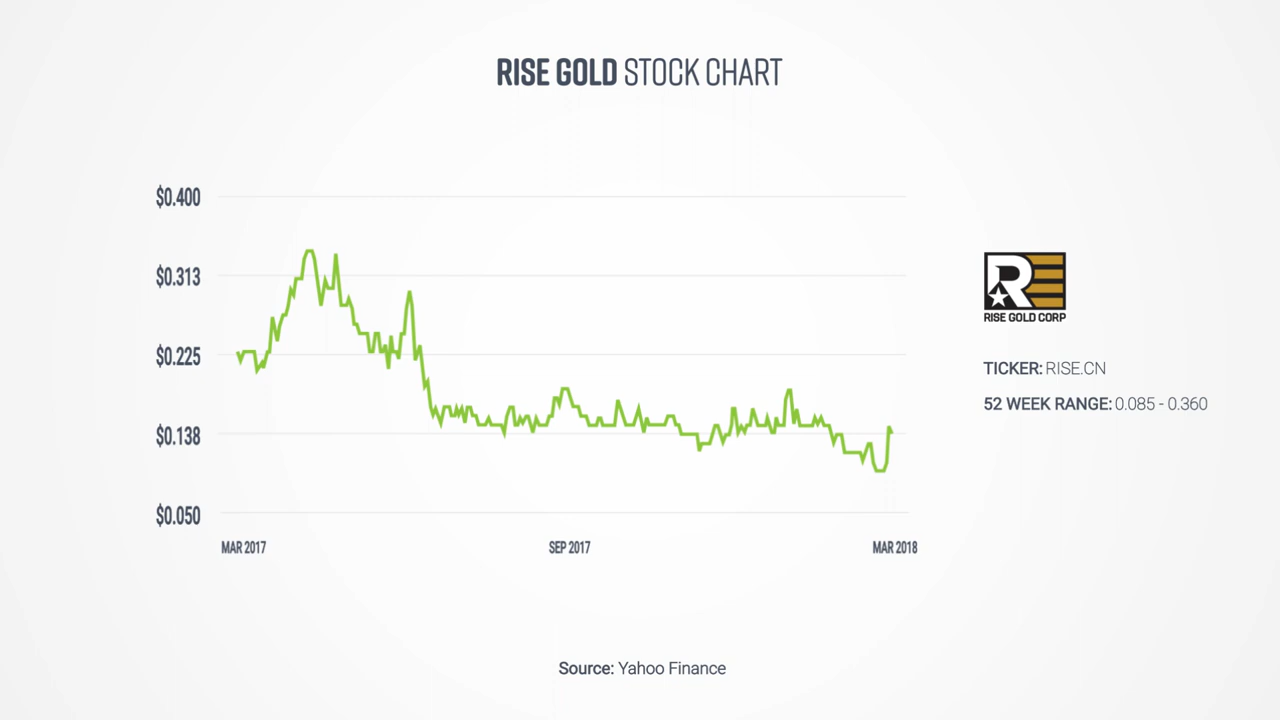 RISE GOLD STOCK CHART
$0.400
$0.313
$0.225
$0.138
$0.050
MAR 2017
SEP 2017
MAR 2018
RE
RISE GOLD CORP
TICKER: RISE.CN
52 WEEK RANGE: 0.085 - 0.360
Source: Yahoo Finance